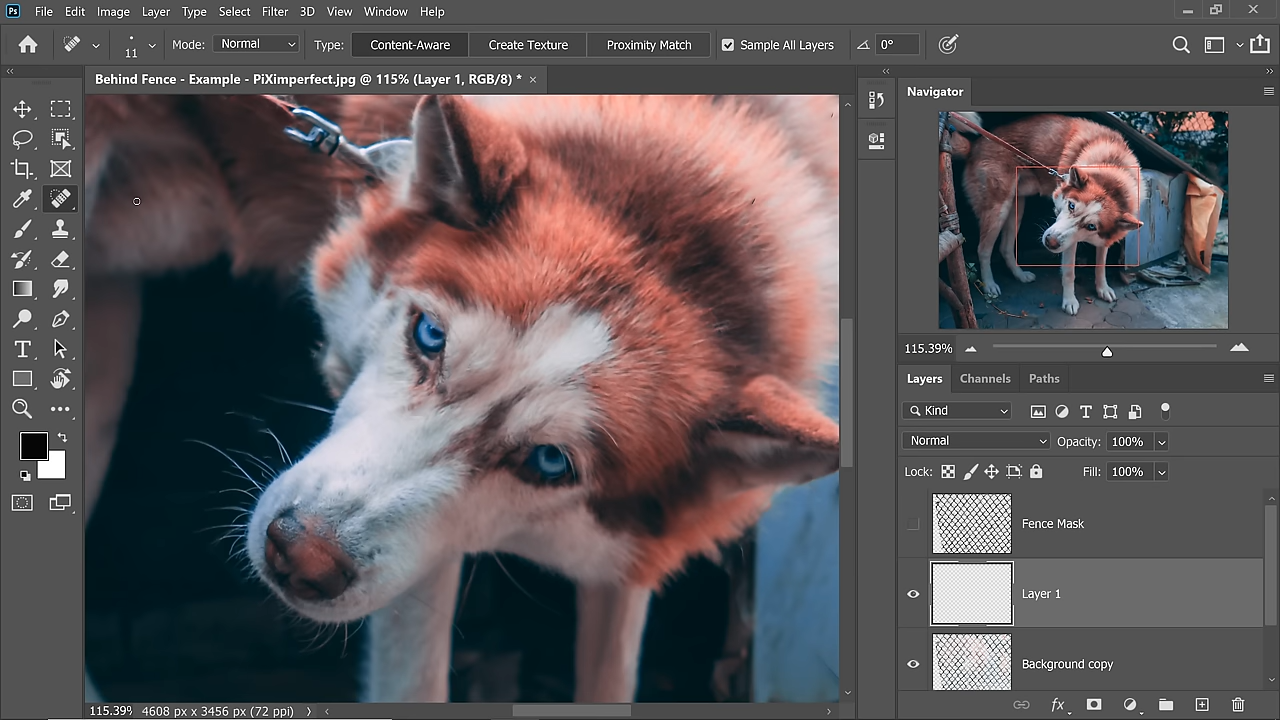 Ps File Edit Image Layer Type Select Filter 3D View Window Help
11 Mode: Normal Type: Content-Aware Create Texture Proximity Match Sample All Layers 0°
Behind Fence - Example - PiXimperfect.jpg @ 115% (Layer 1, RGB/8) * ×
Navigator
115.39%
Layers Channels Paths
Kind
Normal Opacity: 100%
Lock: Fill: 100%
Fence Mask
Layer 1
Background copy
fx
115.39% 4608 px x 3456 px (72 ppi)